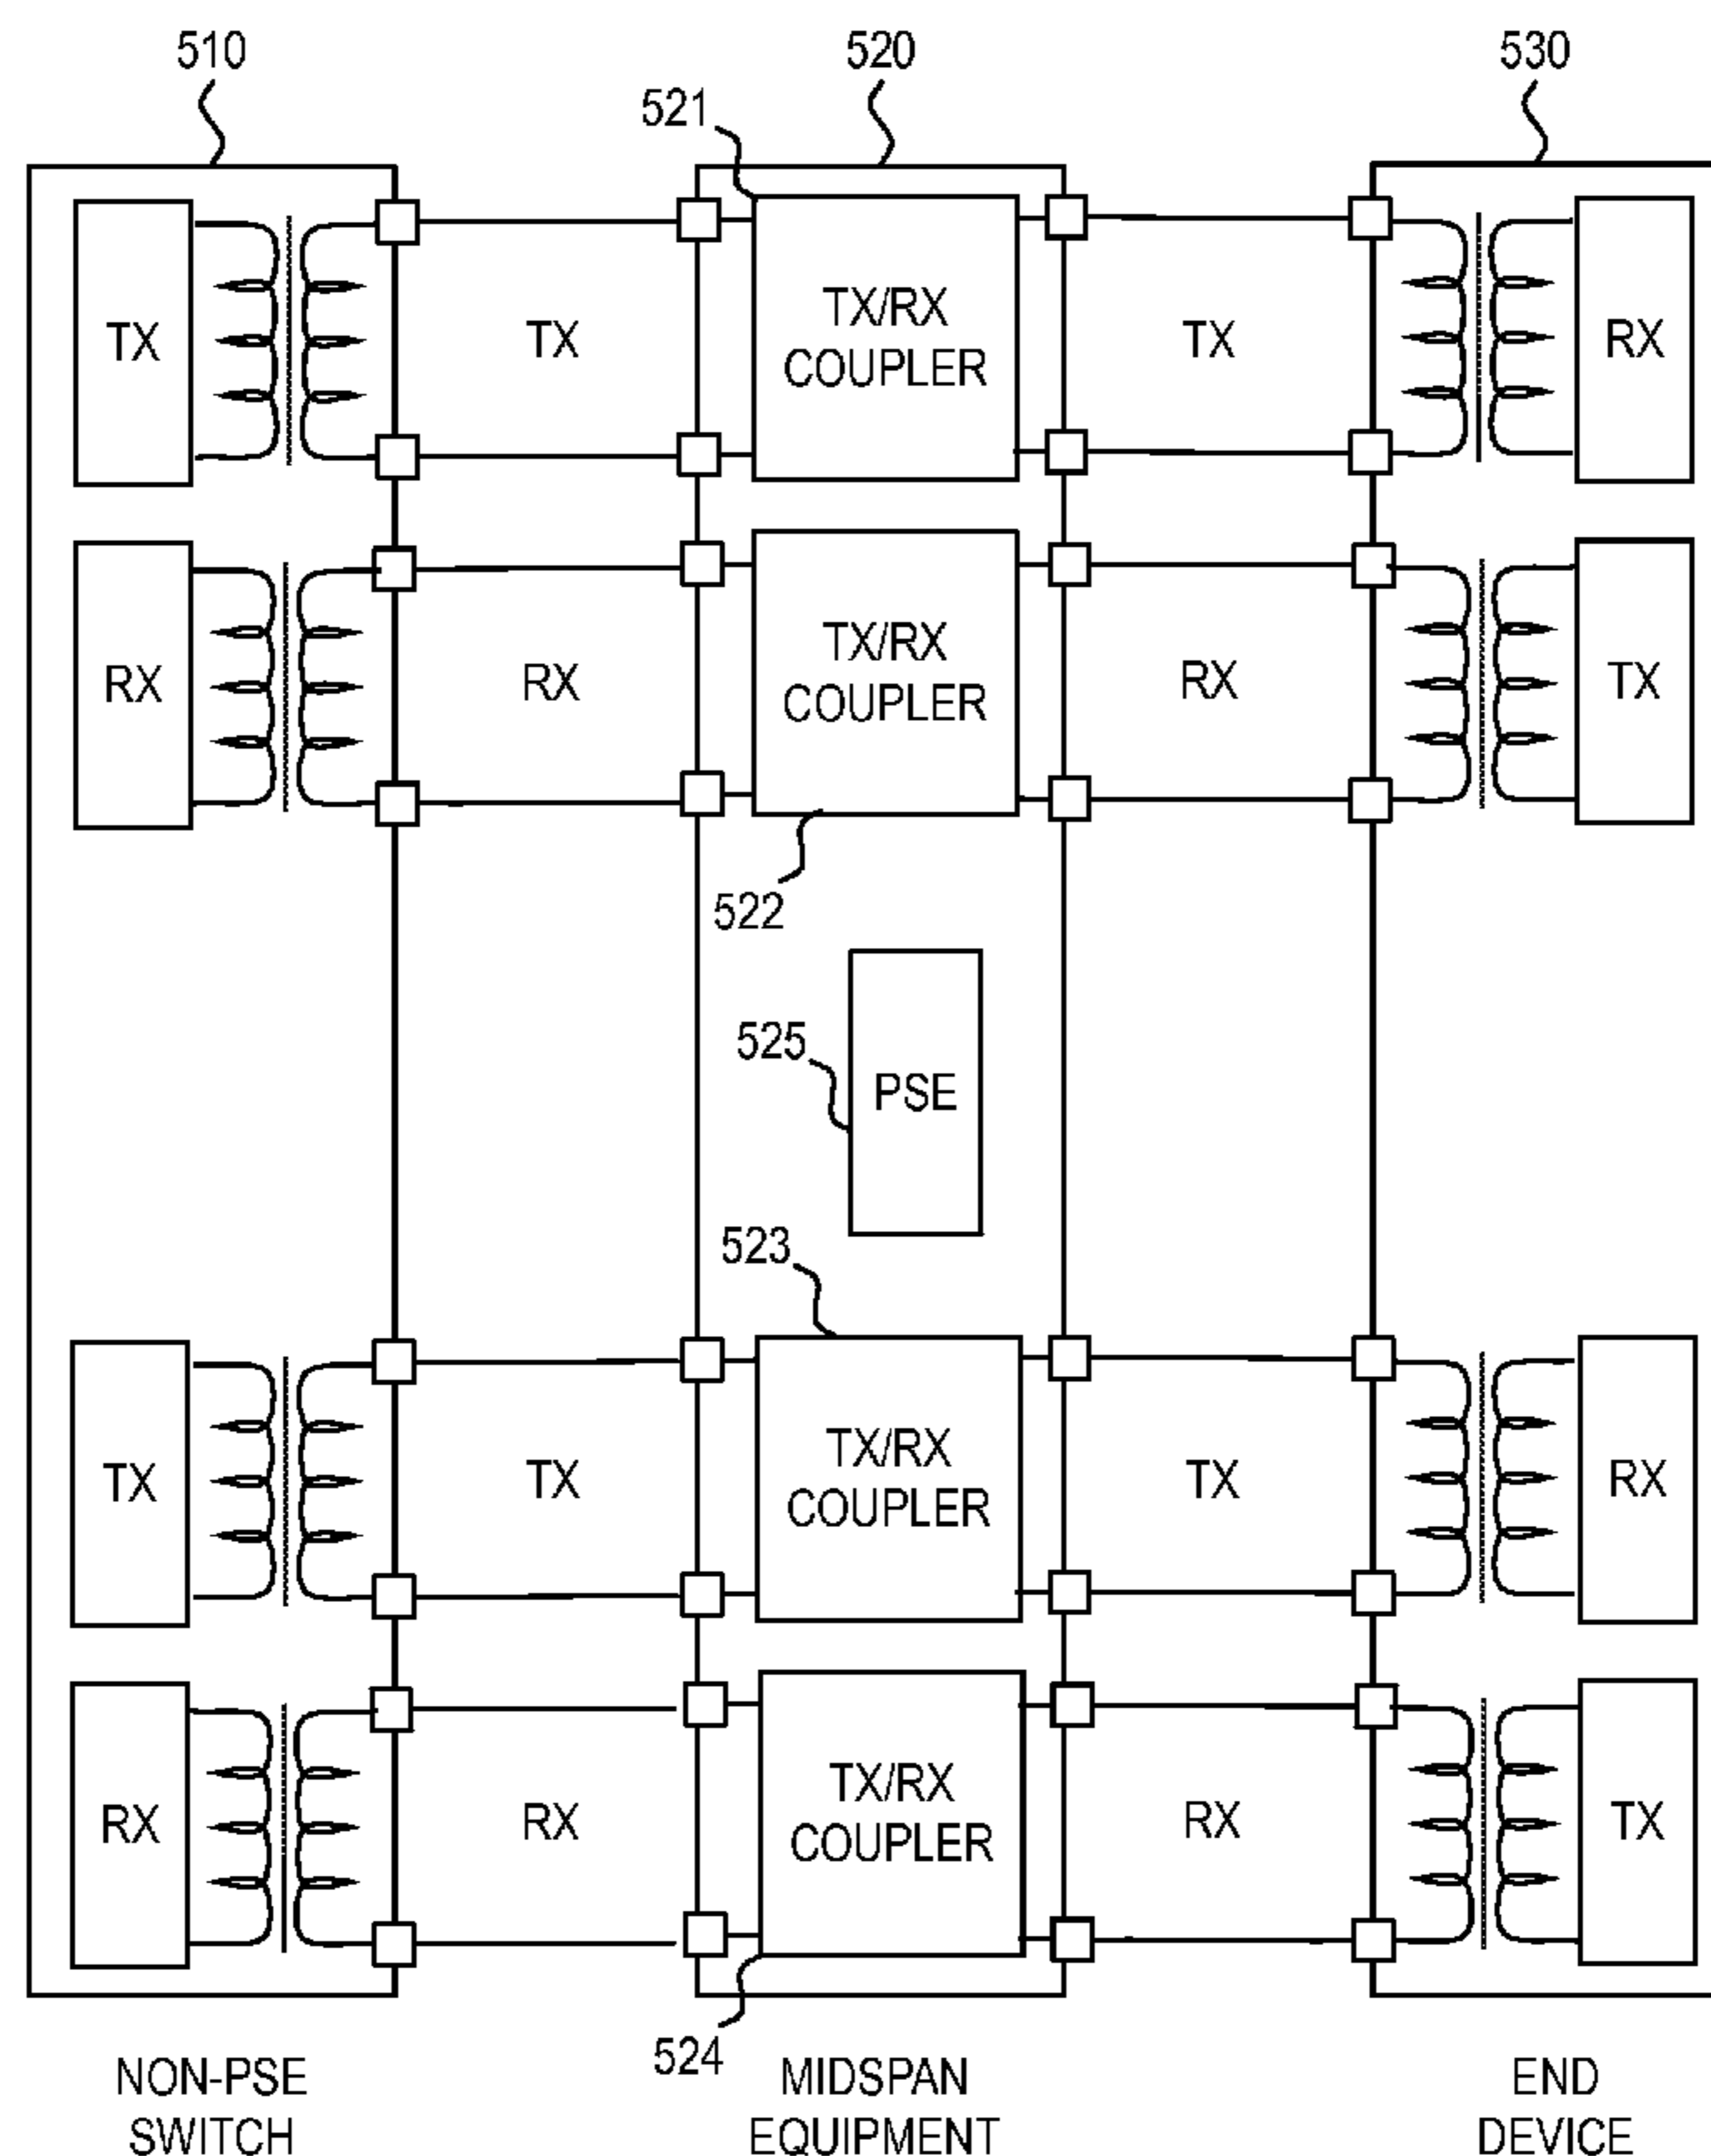 510
520
530
521
TX
TX
TX/RX
COUPLER
TX
RX
RX
RX
TX/RX
COUPLER
RX
TX
522
525
PSE
523
TX
TX
TX/RX
COUPLER
TX
RX
RX
RX
TX/RX
COUPLER
RX
TX
524
NON-PSE
SWITCH
MIDSPAN
EQUIPMENT
END
DEVICE